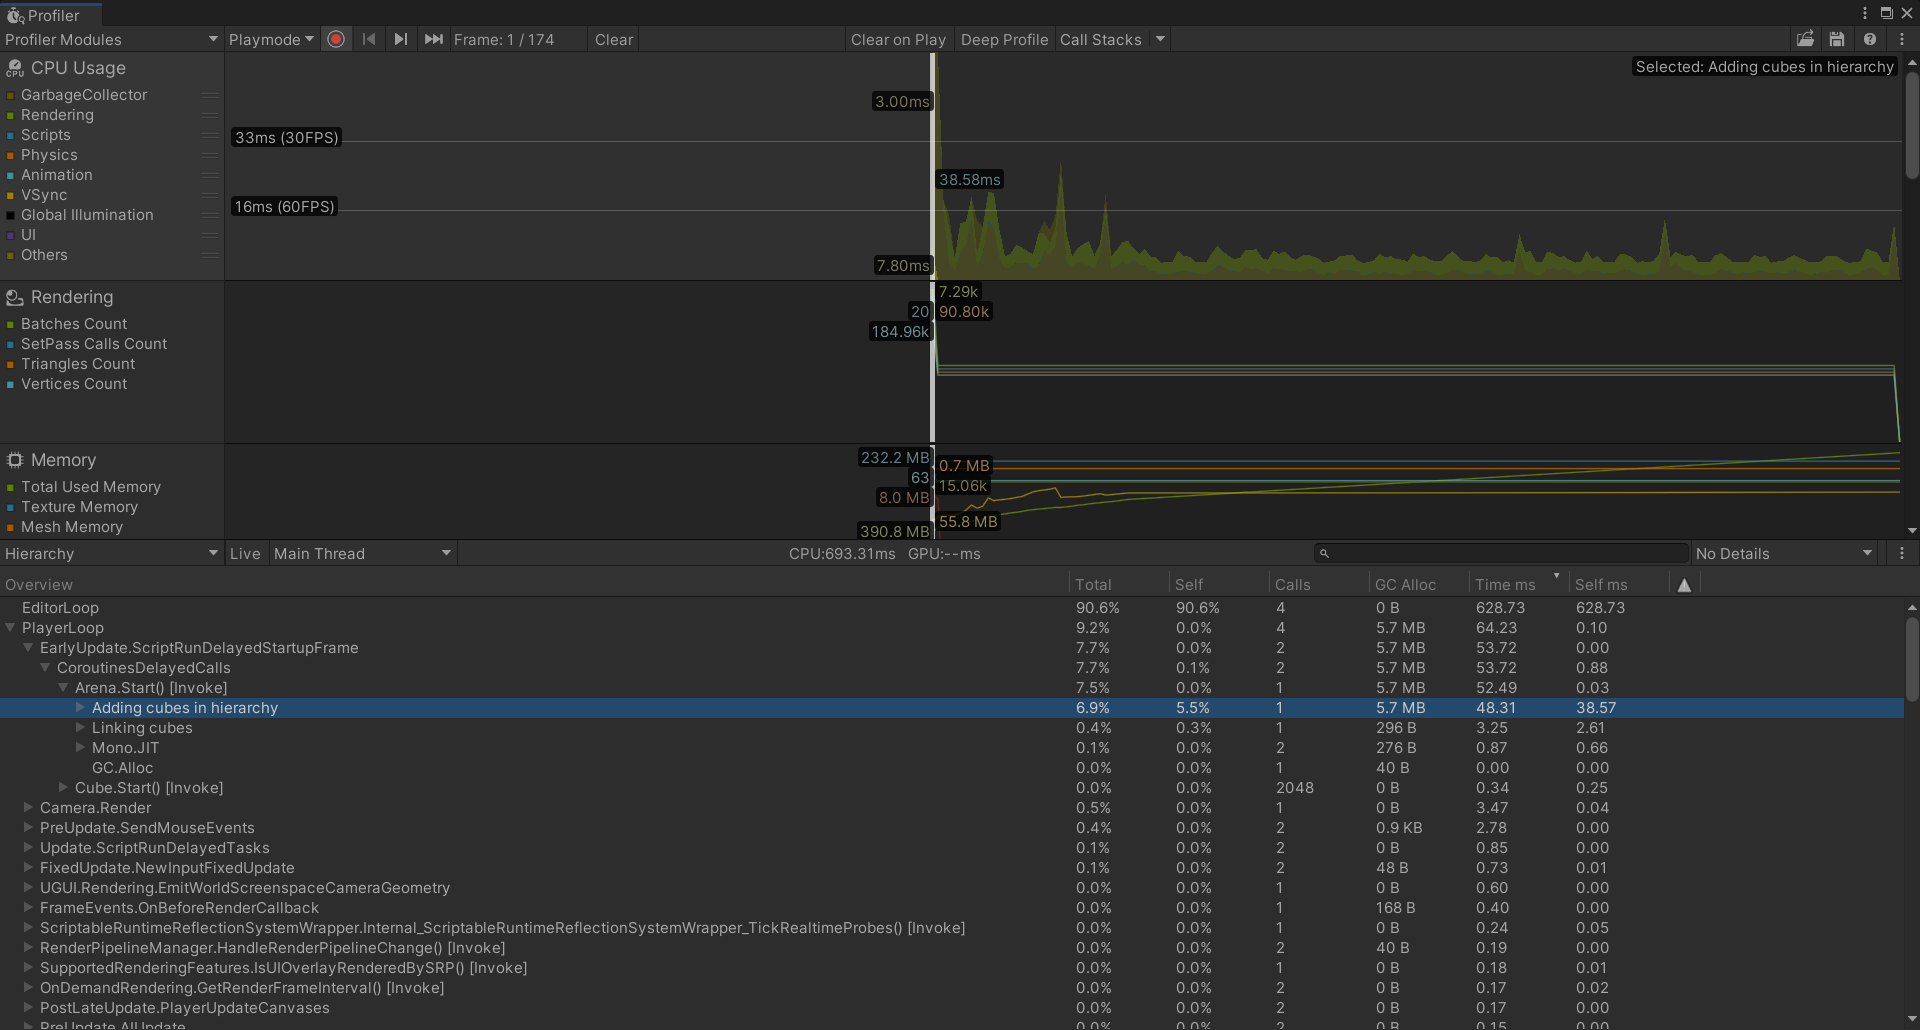 Profiler
Profiler Modules Playmode Frame: 1 / 174 Clear Clear on Play Deep Profile Call Stacks
CPU Usage
GarbageCollector
Rendering
Scripts
Physics
Animation
VSync
Global Illumination
UI
Others
Selected: Adding cubes in hierarchy
3.00ms
33ms (30FPS)
38.58ms
16ms (60FPS)
7.80ms
Rendering
Batches Count
SetPass Calls Count
Triangles Count
Vertices Count
7.29k
20 90.80k
184.96k
Memory
Total Used Memory
Texture Memory
Mesh Memory
232.2 MB 0.7 MB
63 15.06k
8.0 MB
390.8 MB 55.8 MB
Hierarchy Live Main Thread CPU:693.31ms GPU:--ms No Details
Overview Total Self Calls GC Alloc Time ms Self ms
EditorLoop 90.6% 90.6% 4 0 B 628.73 628.73
PlayerLoop 9.2% 0.0% 4 5.7 MB 64.23 0.10
EarlyUpdate.ScriptRunDelayedStartupFrame 7.7% 0.0% 2 5.7 MB 53.72 0.00
CoroutinesDelayedCalls 7.7% 0.1% 2 5.7 MB 53.72 0.88
Arena.Start() [Invoke] 7.5% 0.0% 1 5.7 MB 52.49 0.03
Adding cubes in hierarchy 6.9% 5.5% 1 5.7 MB 48.31 38.57
Linking cubes 0.4% 0.3% 1 296 B 3.25 2.61
Mono.JIT 0.1% 0.0% 2 276 B 0.87 0.66
GC.Alloc 0.0% 0.0% 1 40 B 0.00 0.00
Cube.Start() [Invoke] 0.0% 0.0% 2048 0 B 0.34 0.25
Camera.Render 0.5% 0.0% 1 0 B 3.47 0.04
PreUpdate.SendMouseEvents 0.4% 0.0% 2 0.9 KB 2.78 0.00
Update.ScriptRunDelayedTasks 0.1% 0.0% 2 0 B 0.85 0.00
FixedUpdate.NewInputFixedUpdate 0.1% 0.0% 2 48 B 0.73 0.01
UGUI.Rendering.EmitWorldScreenspaceCameraGeometry 0.0% 0.0% 1 0 B 0.60 0.00
FrameEvents.OnBeforeRenderCallback 0.0% 0.0% 1 168 B 0.40 0.00
ScriptableRuntimeReflectionSystemWrapper.Internal_ScriptableRuntimeReflectionSystemWrapper_TickRealtimeProbes() [Invoke] 0.0% 0.0% 1 0 B 0.24 0.05
RenderPipelineManager.HandleRenderPipelineChange() [Invoke] 0.0% 0.0% 2 40 B 0.19 0.00
SupportedRenderingFeatures.IsUIOverlayRenderedBySRP() [Invoke] 0.0% 0.0% 1 0 B 0.18 0.01
OnDemandRendering.GetRenderFrameInterval() [Invoke] 0.0% 0.0% 2 0 B 0.17 0.02
PostLateUpdate.PlayerUpdateCanvases 0.0% 0.0% 2 0 B 0.17 0.00
PreUpdate.AIUpdate 0.0% 0.0% 2 0 B 0.15 0.00